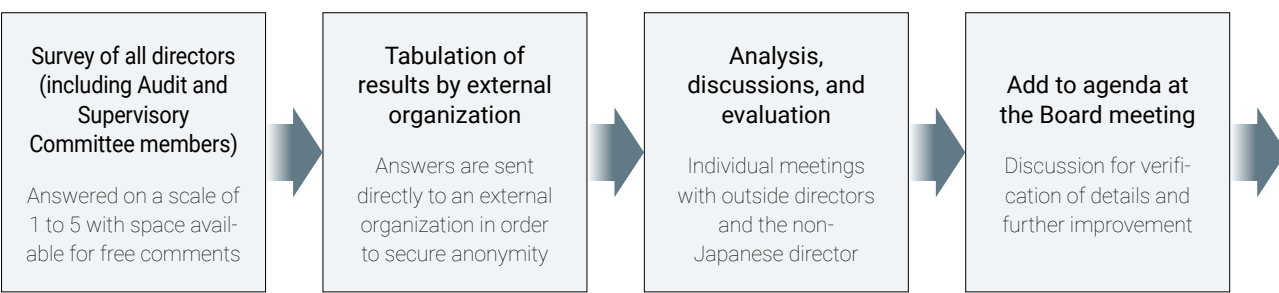 Survey of all directors
(including Audit and
Supervisory
Committee members)
Answered on a scale of
1 to 5 with space avail-
able for free comments
Tabulation of
results by external
organization
Answers are sent
directly to an external
organization in order
to secure anonymity
Analysis,
discussions, and
evaluation
Individual meetings
with outside directors
and the non-
Japanese director
Add to agenda at
the Board meeting
Discussion for verifi-
cation of details and
further improvement